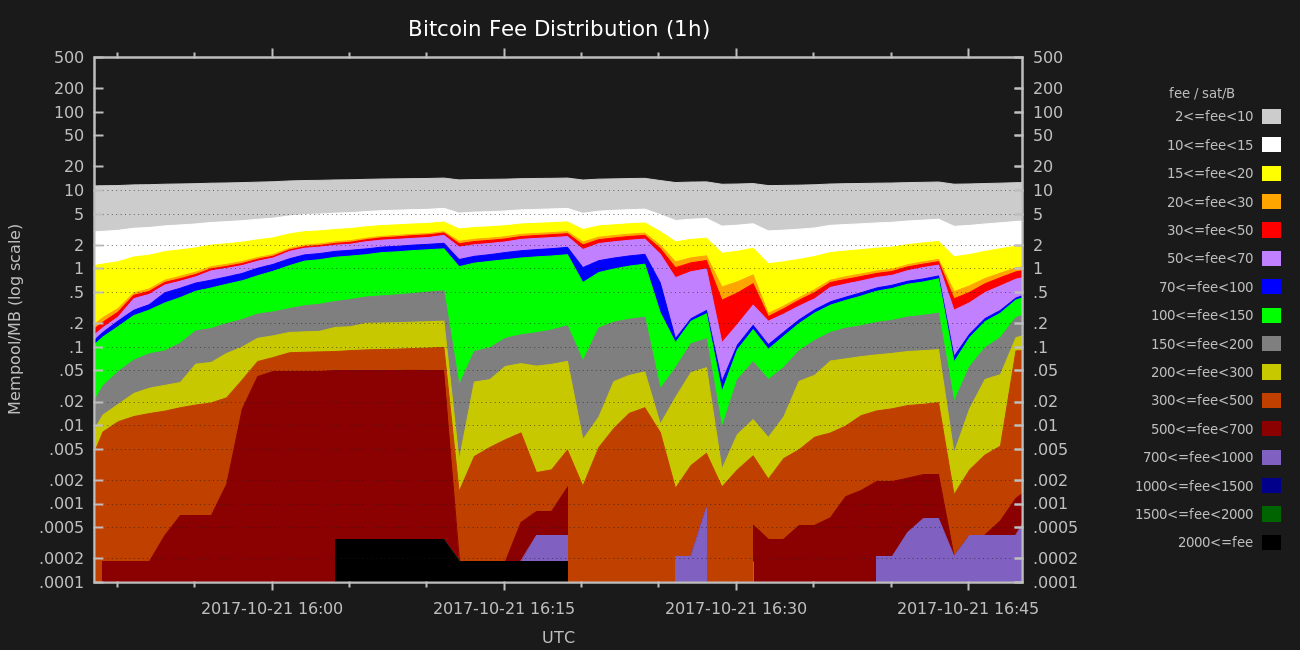 Bitcoin Fee Distribution (1h)
500 500
200 200
100 100
50 50
20 20
10 10
5 5
2 2
1 1
.5 .5
.2 .2
.1 .1
.05 .05
.02 .02
.01 .01
.005 .005
.002 .002
.001 .001
.0005 .0005
.0002 .0002
.0001 .0001
Mempool/MB (log scale)
2017-10-21 16:00 2017-10-21 16:15 2017-10-21 16:30 2017-10-21 16:45
UTC
fee / sat/B
2<=fee<10
10<=fee<15
15<=fee<20
20<=fee<30
30<=fee<50
50<=fee<70
70<=fee<100
100<=fee<150
150<=fee<200
200<=fee<300
300<=fee<500
500<=fee<700
700<=fee<1000
1000<=fee<1500
1500<=fee<2000
2000<=fee